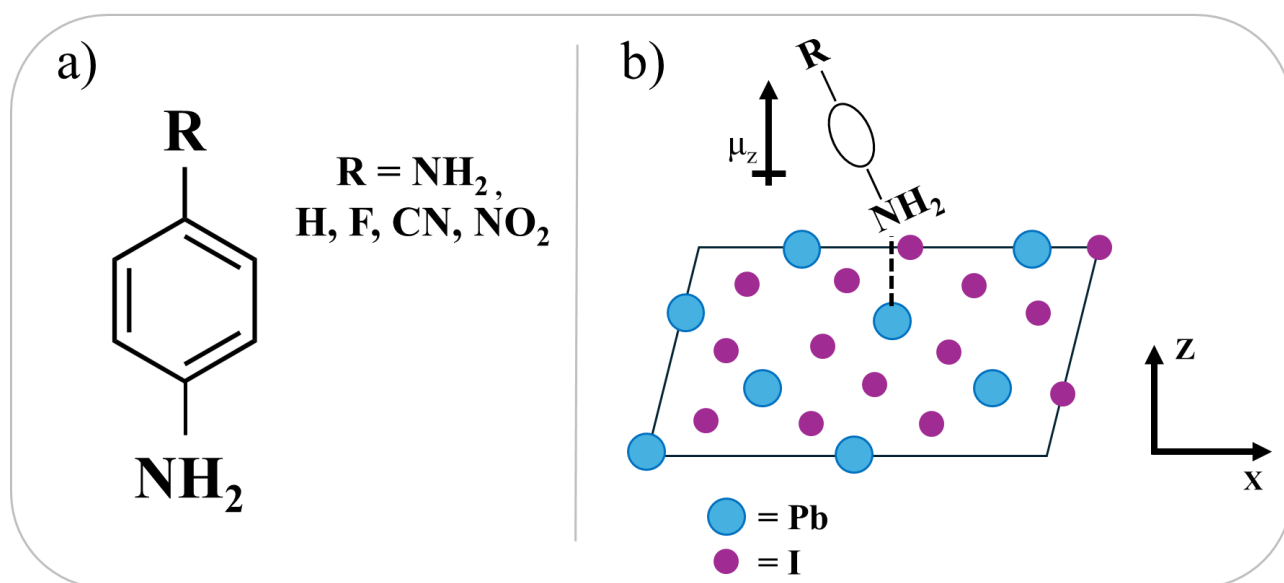 a)
R
R = NH₂ ,
H, F, CN, NO₂
NH₂
b)
R
μz
NH₂
Z
X
= Pb
= I